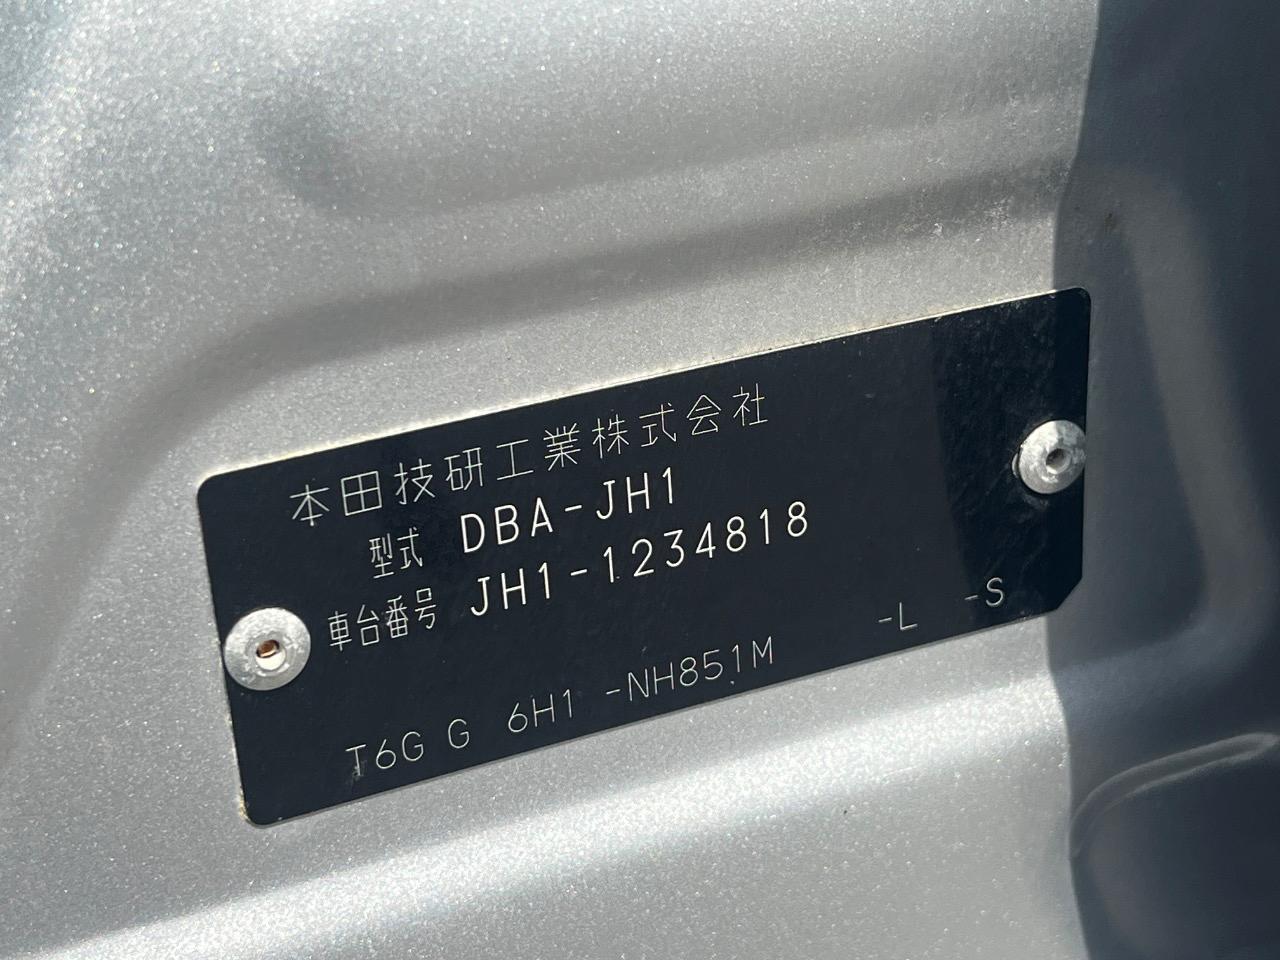 本田技研工業株式会社
型式 DBA-JH1
車台番号 JH1-1234818
T6G G 6H1 -NH851M -L -S